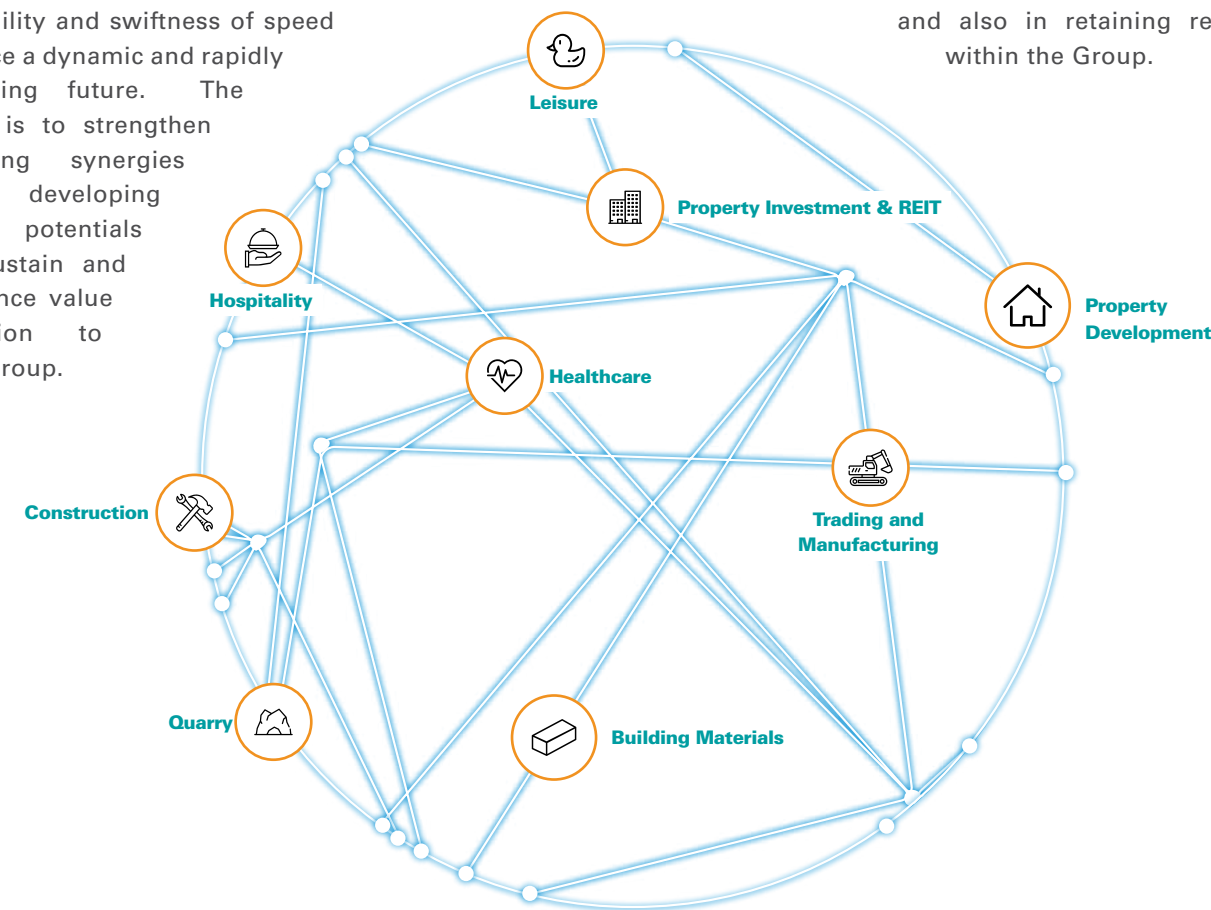 ility and swiftness of speed
ce a dynamic and rapidly
ing future. The
is to strengthen
ng synergies
developing
potentials
ustain and
nce value
ion to
roup.
and also in retaining re
within the Group.
Leisure
Property Investment & REIT
Hospitality
Property
Development
Healthcare
Construction
Trading and
Manufacturing
Quarry
Building Materials